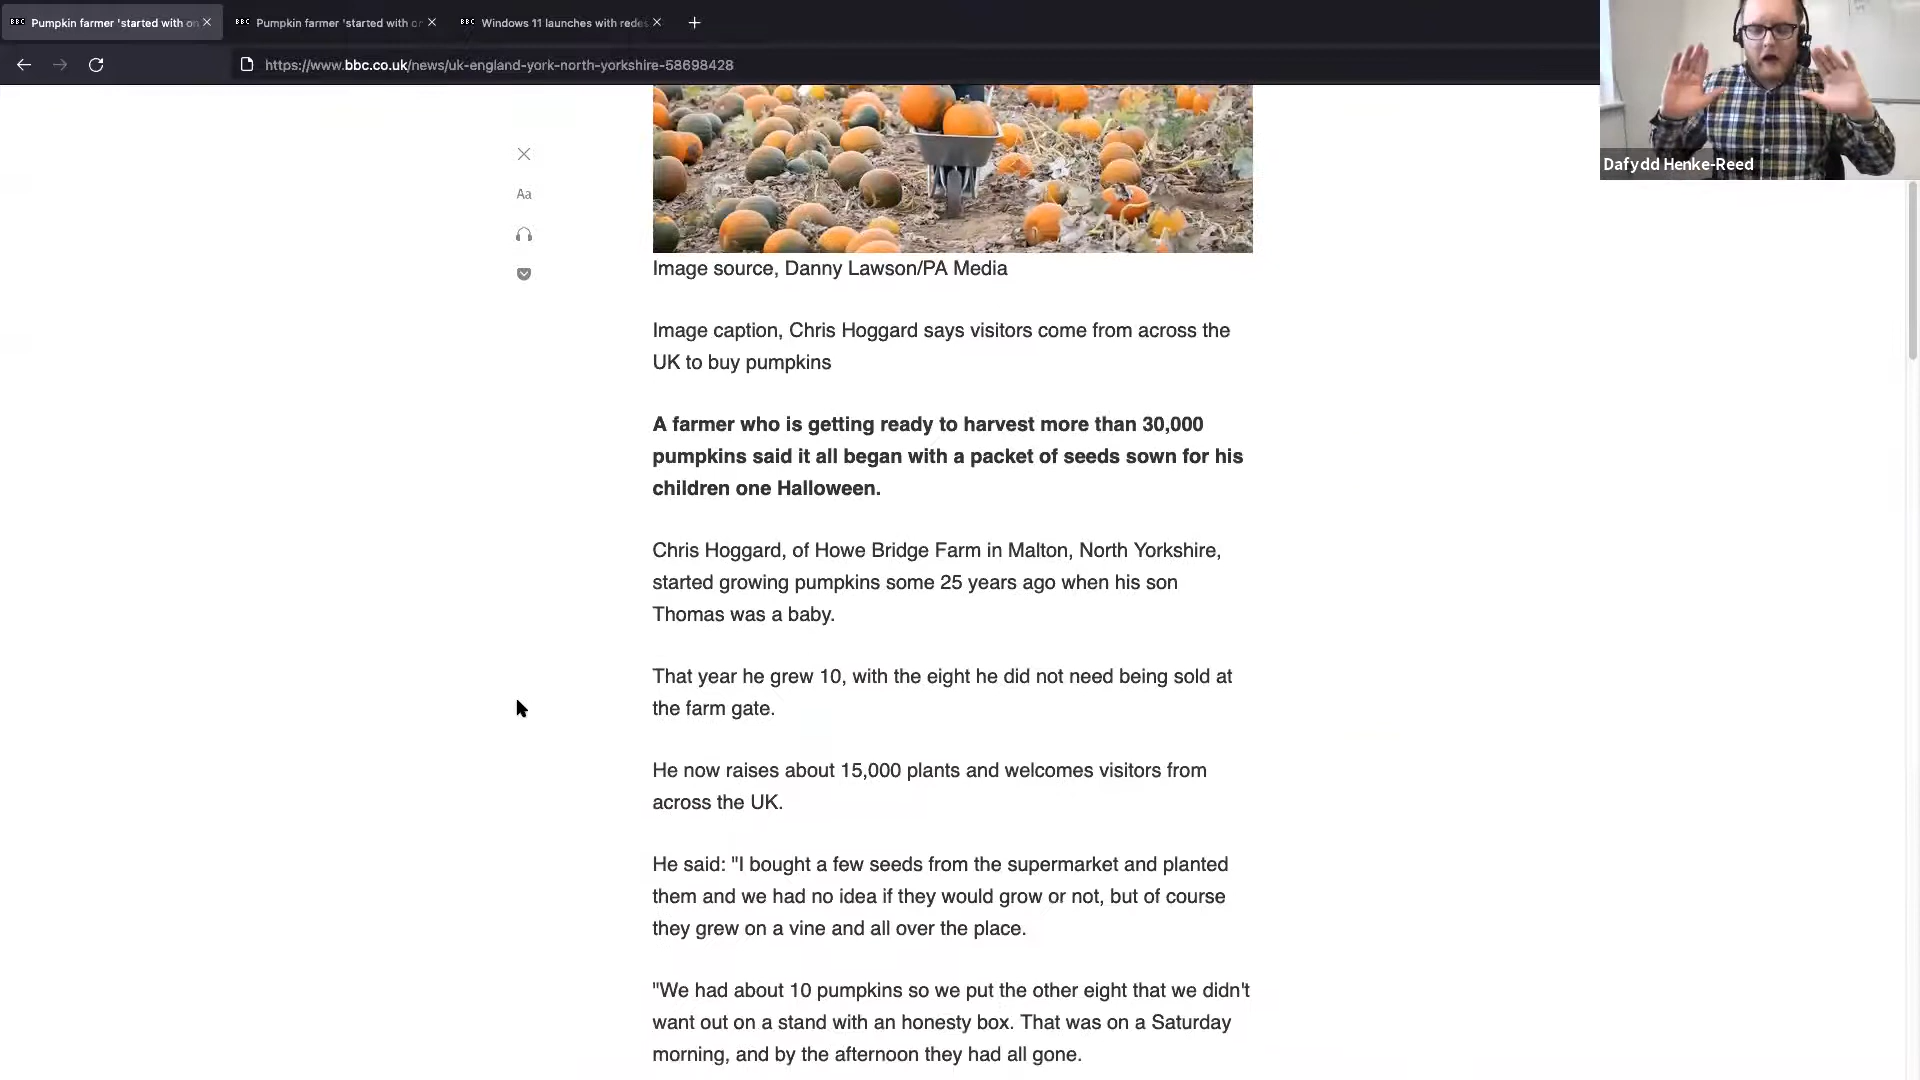 Pumpkin farmer 'started with on
Pumpkin farmer 'started with or
Windows 11 launches with rede
https://www.bbc.co.uk/news/uk-england-york-north-yorkshire-58698428
Dafydd Henke-Reed
Aa
Image source, Danny Lawson/PA Media
Image caption, Chris Hoggard says visitors come from across the
UK to buy pumpkins
A farmer who is getting ready to harvest more than 30,000
pumpkins said it all began with a packet of seeds sown for his
children one Halloween.
Chris Hoggard, of Howe Bridge Farm in Malton, North Yorkshire,
started growing pumpkins some 25 years ago when his son
Thomas was a baby.
That year he grew 10, with the eight he did not need being sold at
the farm gate.
He now raises about 15,000 plants and welcomes visitors from
across the UK.
He said: "I bought a few seeds from the supermarket and planted
them and we had no idea if they would grow or not, but of course
they grew on a vine and all over the place.
"We had about 10 pumpkins so we put the other eight that we didn't
want out on a stand with an honesty box. That was on a Saturday
morning, and by the afternoon they had all gone.